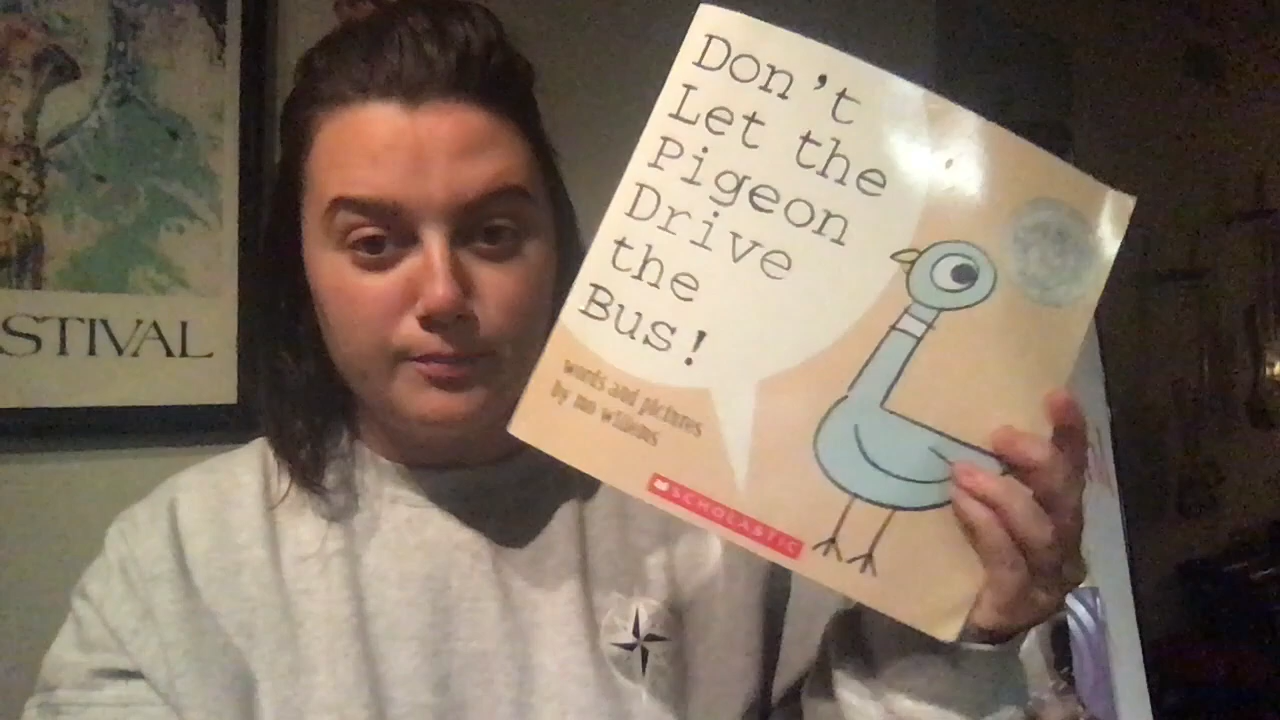 STIVAL
Don't
Let the
Pigeon
Drive
the
Bus!
words and pictures
by mo willems
SCHOLASTIC